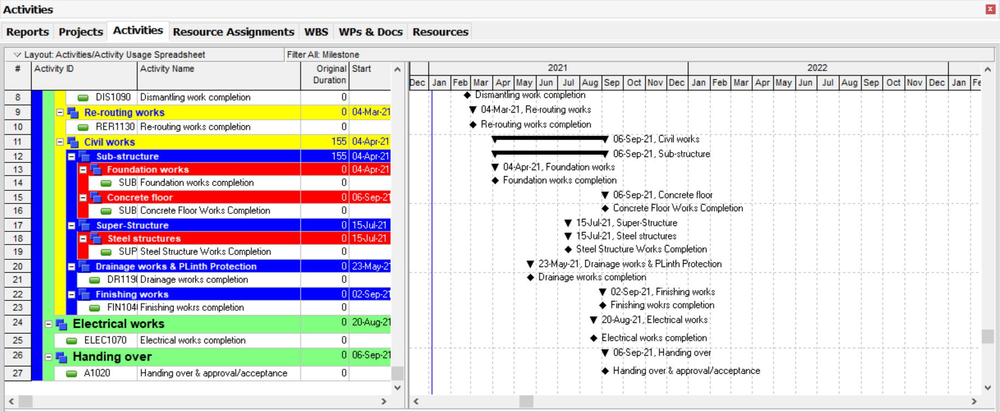 Activities
Reports Projects Activities Resource Assignments WBS WPs & Docs Resources
Layout: Activities/Activity Usage Spreadsheet Filter All: Milestone
# Activity ID Activity Name Original Duration Start
2021 2022
Dec Jan Feb Mar Apr May Jun Jul Aug Sep Oct Nov Dec Jan Feb Mar Apr May Jun Jul Aug Sep Oct Nov Dec Jan Fe
8 DIS1090 Dismantling work completion 0 Dismantling work completion
9 Re-routing works 0 04-Mar-21 04-Mar-21, Re-routing works
10 RER1130 Re-routing works completion 0 Re-routing works completion
11 Civil works 155 04-Apr-21 06-Sep-21, Civil works
12 Sub-structure 155 04-Apr-21 06-Sep-21, Sub-structure
13 Foundation works 0 04-Apr-21 04-Apr-21, Foundation works
14 SUB Foundation works completion 0 Foundation works completion
15 Concrete floor 0 06-Sep-21 06-Sep-21, Concrete floor
16 SUB Concrete Floor Works Completion 0 Concrete Floor Works Completion
17 Super-Structure 0 15-Jul-21 15-Jul-21, Super-Structure
18 Steel structures 0 15-Jul-21 15-Jul-21, Steel structures
19 SUP Steel Structure Works Completion 0 Steel Structure Works Completion
20 Drainage works & PLinth Protection 0 23-May-21 23-May-21, Drainage works & PLinth Protection
21 DR1190 Drainage wrorks completion 0 Drainage wrorks completion
22 Finishing works 0 02-Sep-21 02-Sep-21, Finishing works
23 FIN104 Finishing wokrs completion 0 Finishing wokrs completion
24 Electrical works 0 20-Aug-21 20-Aug-21, Electrical works
25 ELEC1070 Electrical works completion 0 Electrical works completion
26 Handing over 0 06-Sep-21 06-Sep-21, Handing over
27 A1020 Handing over & approval/acceptance 0 Handing over & approval/acceptance